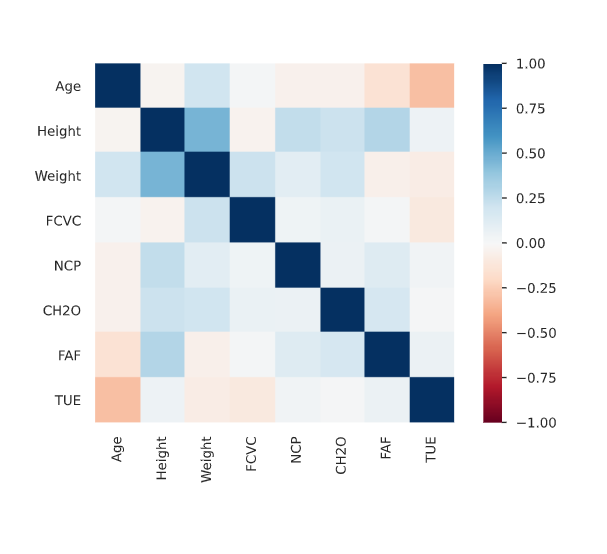 Age
Height
Weight
FCVC
NCP
CH2O
FAF
TUE
Age
Height
Weight
FCVC
NCP
CH2O
FAF
TUE
1.00
0.75
0.50
0.25
0.00
−0.25
−0.50
−0.75
−1.00